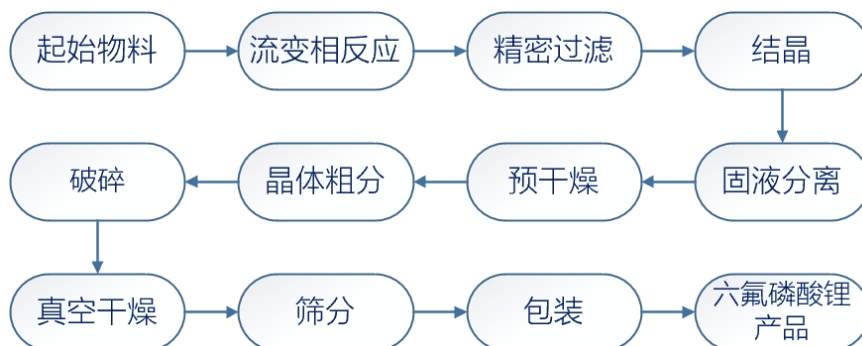 起始物料
流变相反应
精密过滤
结晶
固液分离
预干燥
晶体粗分
破碎
真空干燥
筛分
包装
六氟磷酸锂
产品